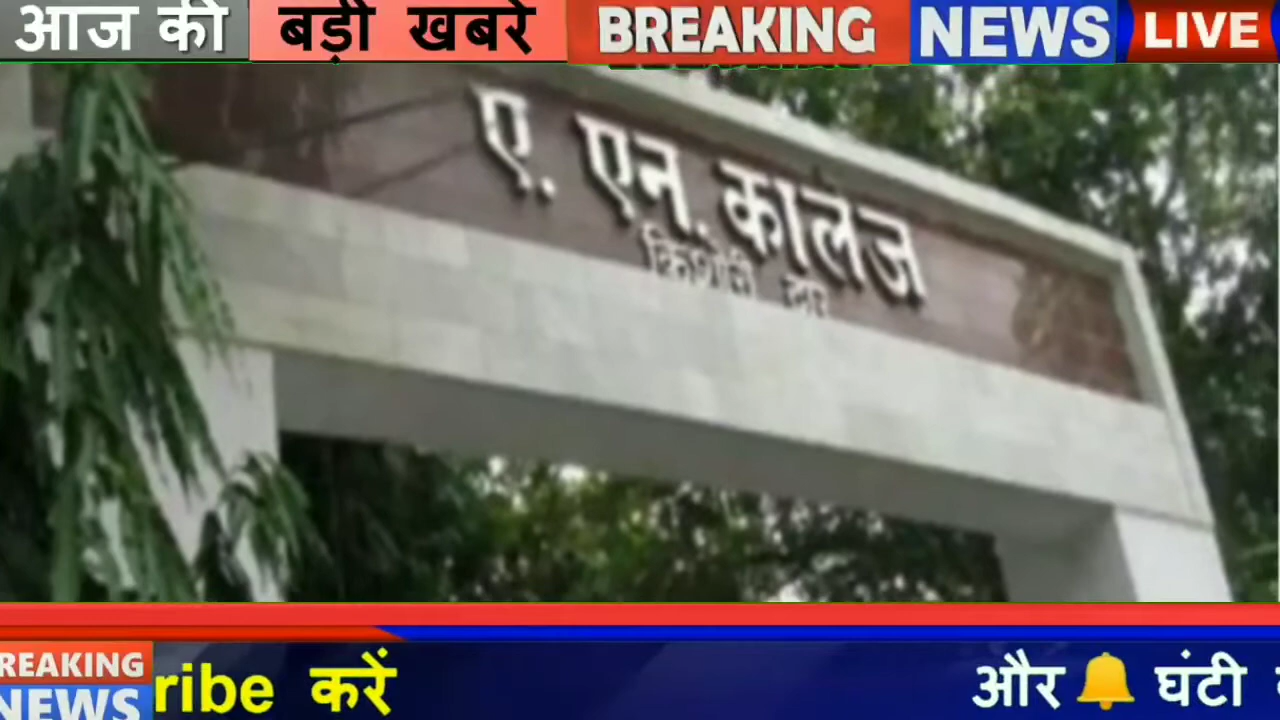 आज की बड़ी खबरे BREAKING NEWS LIVE
ए. एन. कालेज
किशोरी द्वार
REAKING
NEWS
ribe करें और 🔔 घंटी